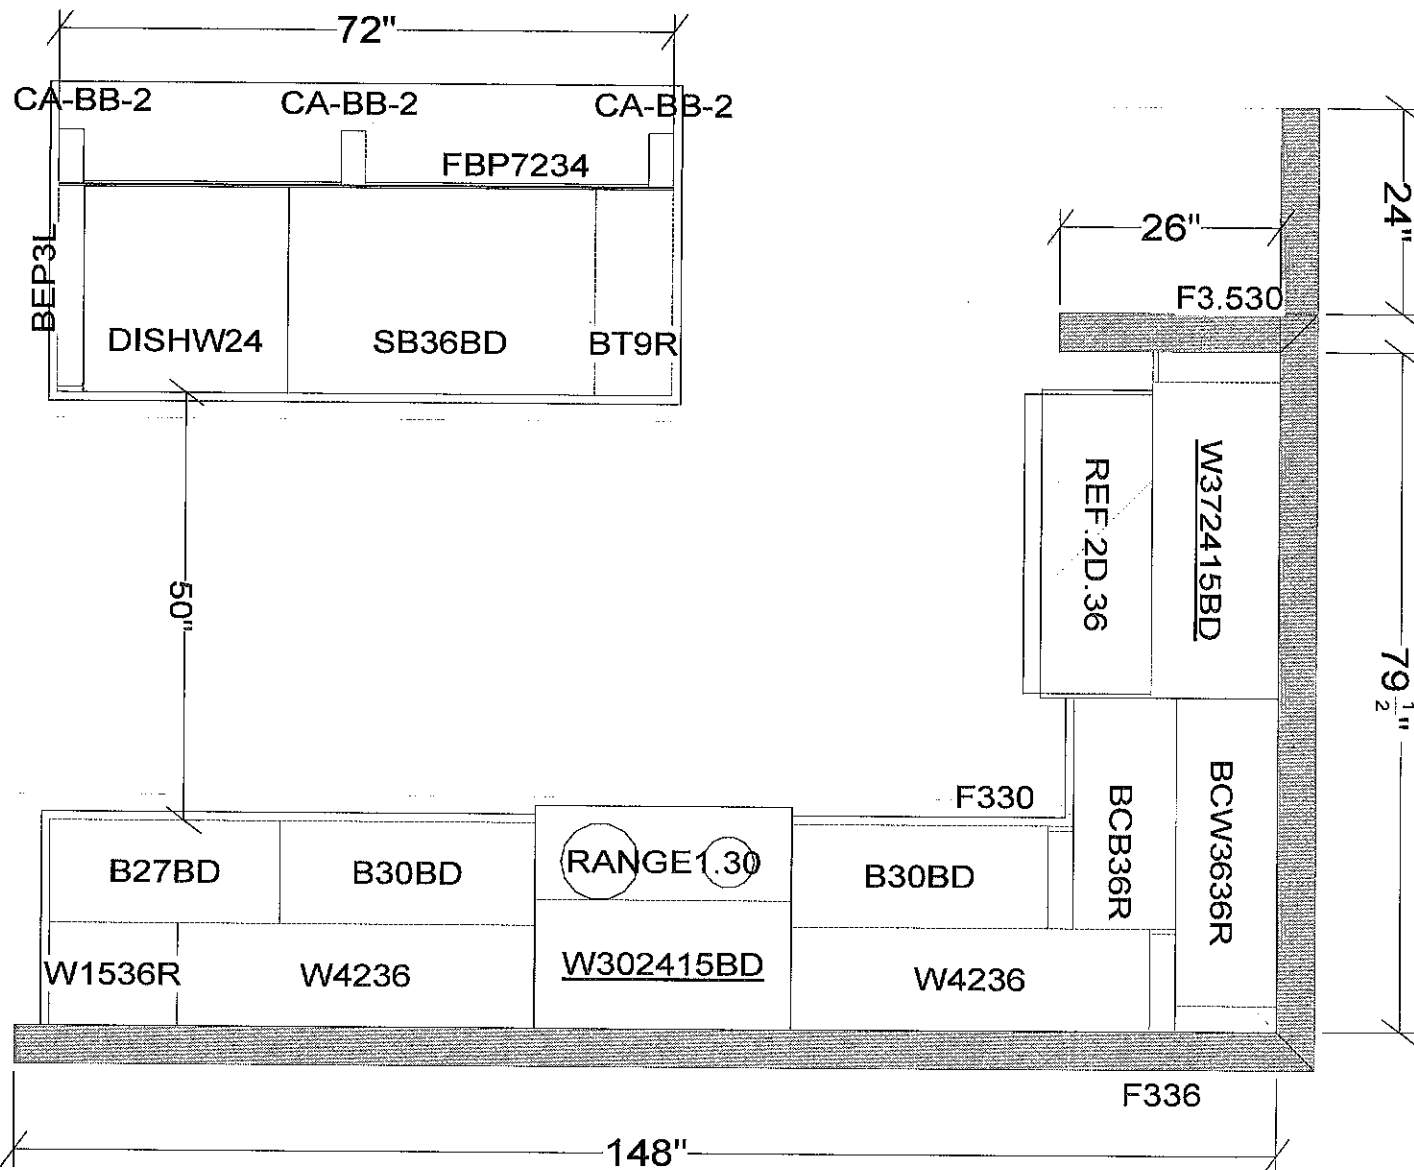 72"
CA-BB-2
CA-BB-2
CA-BB-2
FBP7234
BEP3L
DISHW24
SB36BD
BT9R
26"
24"
F3.530
REF.2D.36
W372415BD
79 1/2"
50"
F330
BCB36R
BCW3636R
B27BD
B30BD
RANGE1.30
B30BD
W1536R
W4236
W302415BD
W4236
F336
148"